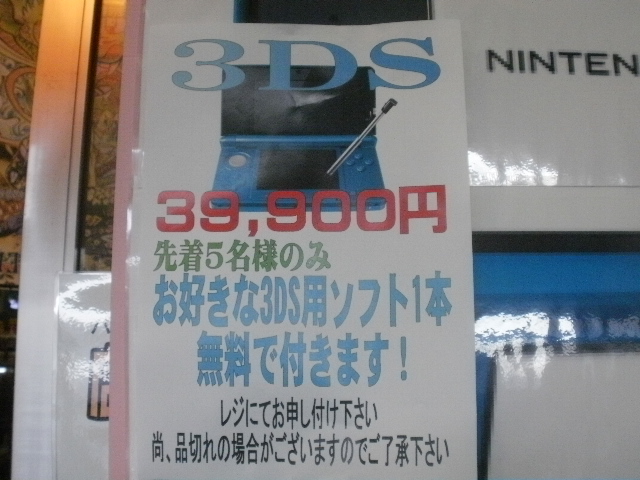 3DS
NINTEN
39,900円
先着5名様のみ
お好きな3DS用ソフト1本
無料で付きます！
レジにてお申し付け下さい
尚、品切れの場合がございますのでご了承下さい